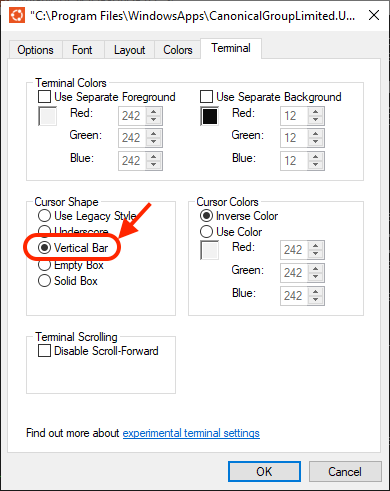 "C:\Program Files\WindowsApps\CanonicalGroupLimited.U...
Options Font Layout Colors Terminal
Terminal Colors
Use Separate Foreground Use Separate Background
Red: 242 Red: 12
Green: 242 Green: 12
Blue: 242 Blue: 12
Cursor Shape Cursor Colors
Use Legacy Style Inverse Color
Underscore Use Color
Vertical Bar Red: 242
Empty Box Green: 242
Solid Box Blue: 242
Terminal Scrolling
Disable Scroll-Forward
Find out more about experimental terminal settings
OK Cancel